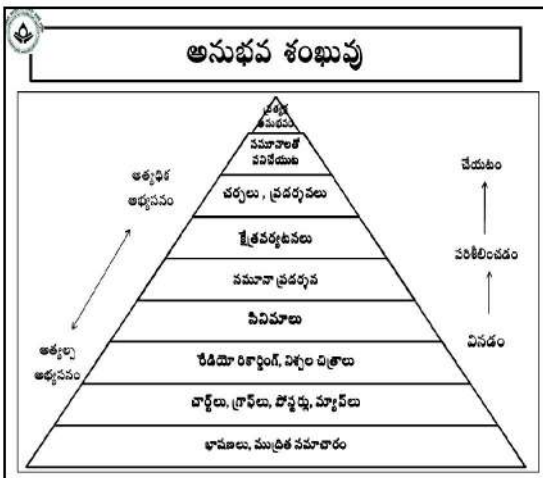 అనుభవ శంఖువు
ప్రత్యక్ష
అనుభవం
నమూనాలతో
పనిచేయుట
చర్చలు, ప్రదర్శనలు
క్షేత్రపర్యటనలు
నమూనా ప్రదర్శన
సినిమాలు
రేడియో రికార్డింగ్, నిశ్చల చిత్రాలు
చార్ట్‌లు, గ్రాఫ్‌లు, పోస్టర్లు, మ్యాప్‌లు
భాషణలు, ముద్రిత సమాచారం
అత్యధిక
అభ్యసనం
అత్యల్ప
అభ్యసనం
చేయటం
పరిశీలించడం
వినడం